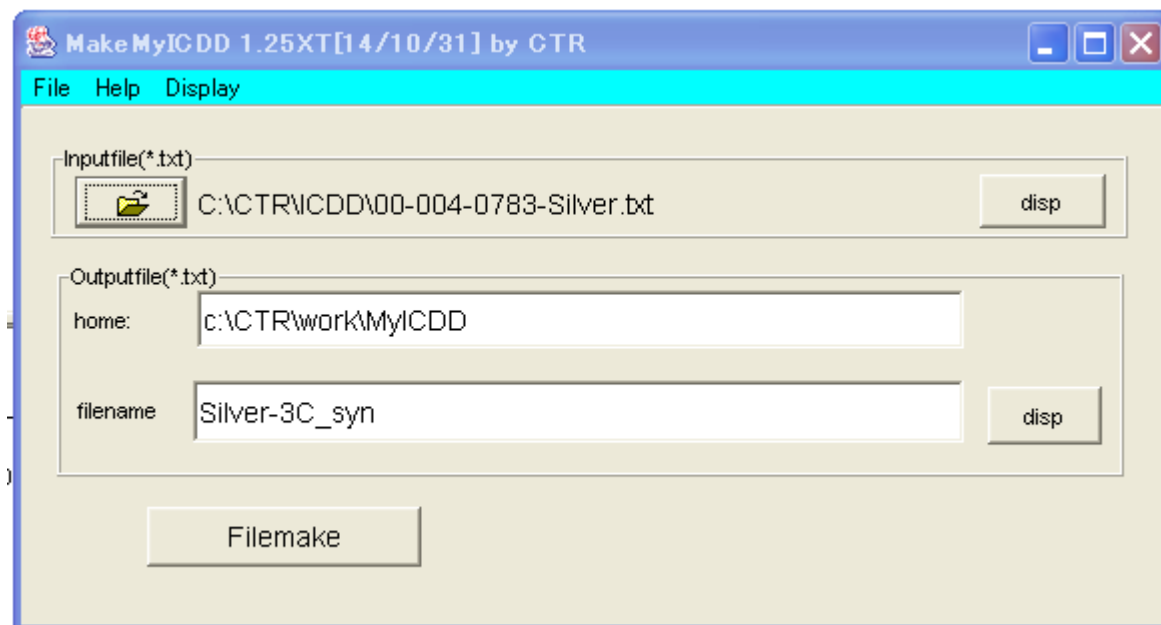 MakeMyICDD 1.25XT[14/10/31] by CTR
File Help Display
Inputfile(*.txt)
C:\CTR\ICDD\00-004-0783-Silver.txt disp
Outputfile(*.txt)
home: c:\CTR\work\MyICDD
filename Silver-3C_syn disp
Filemake